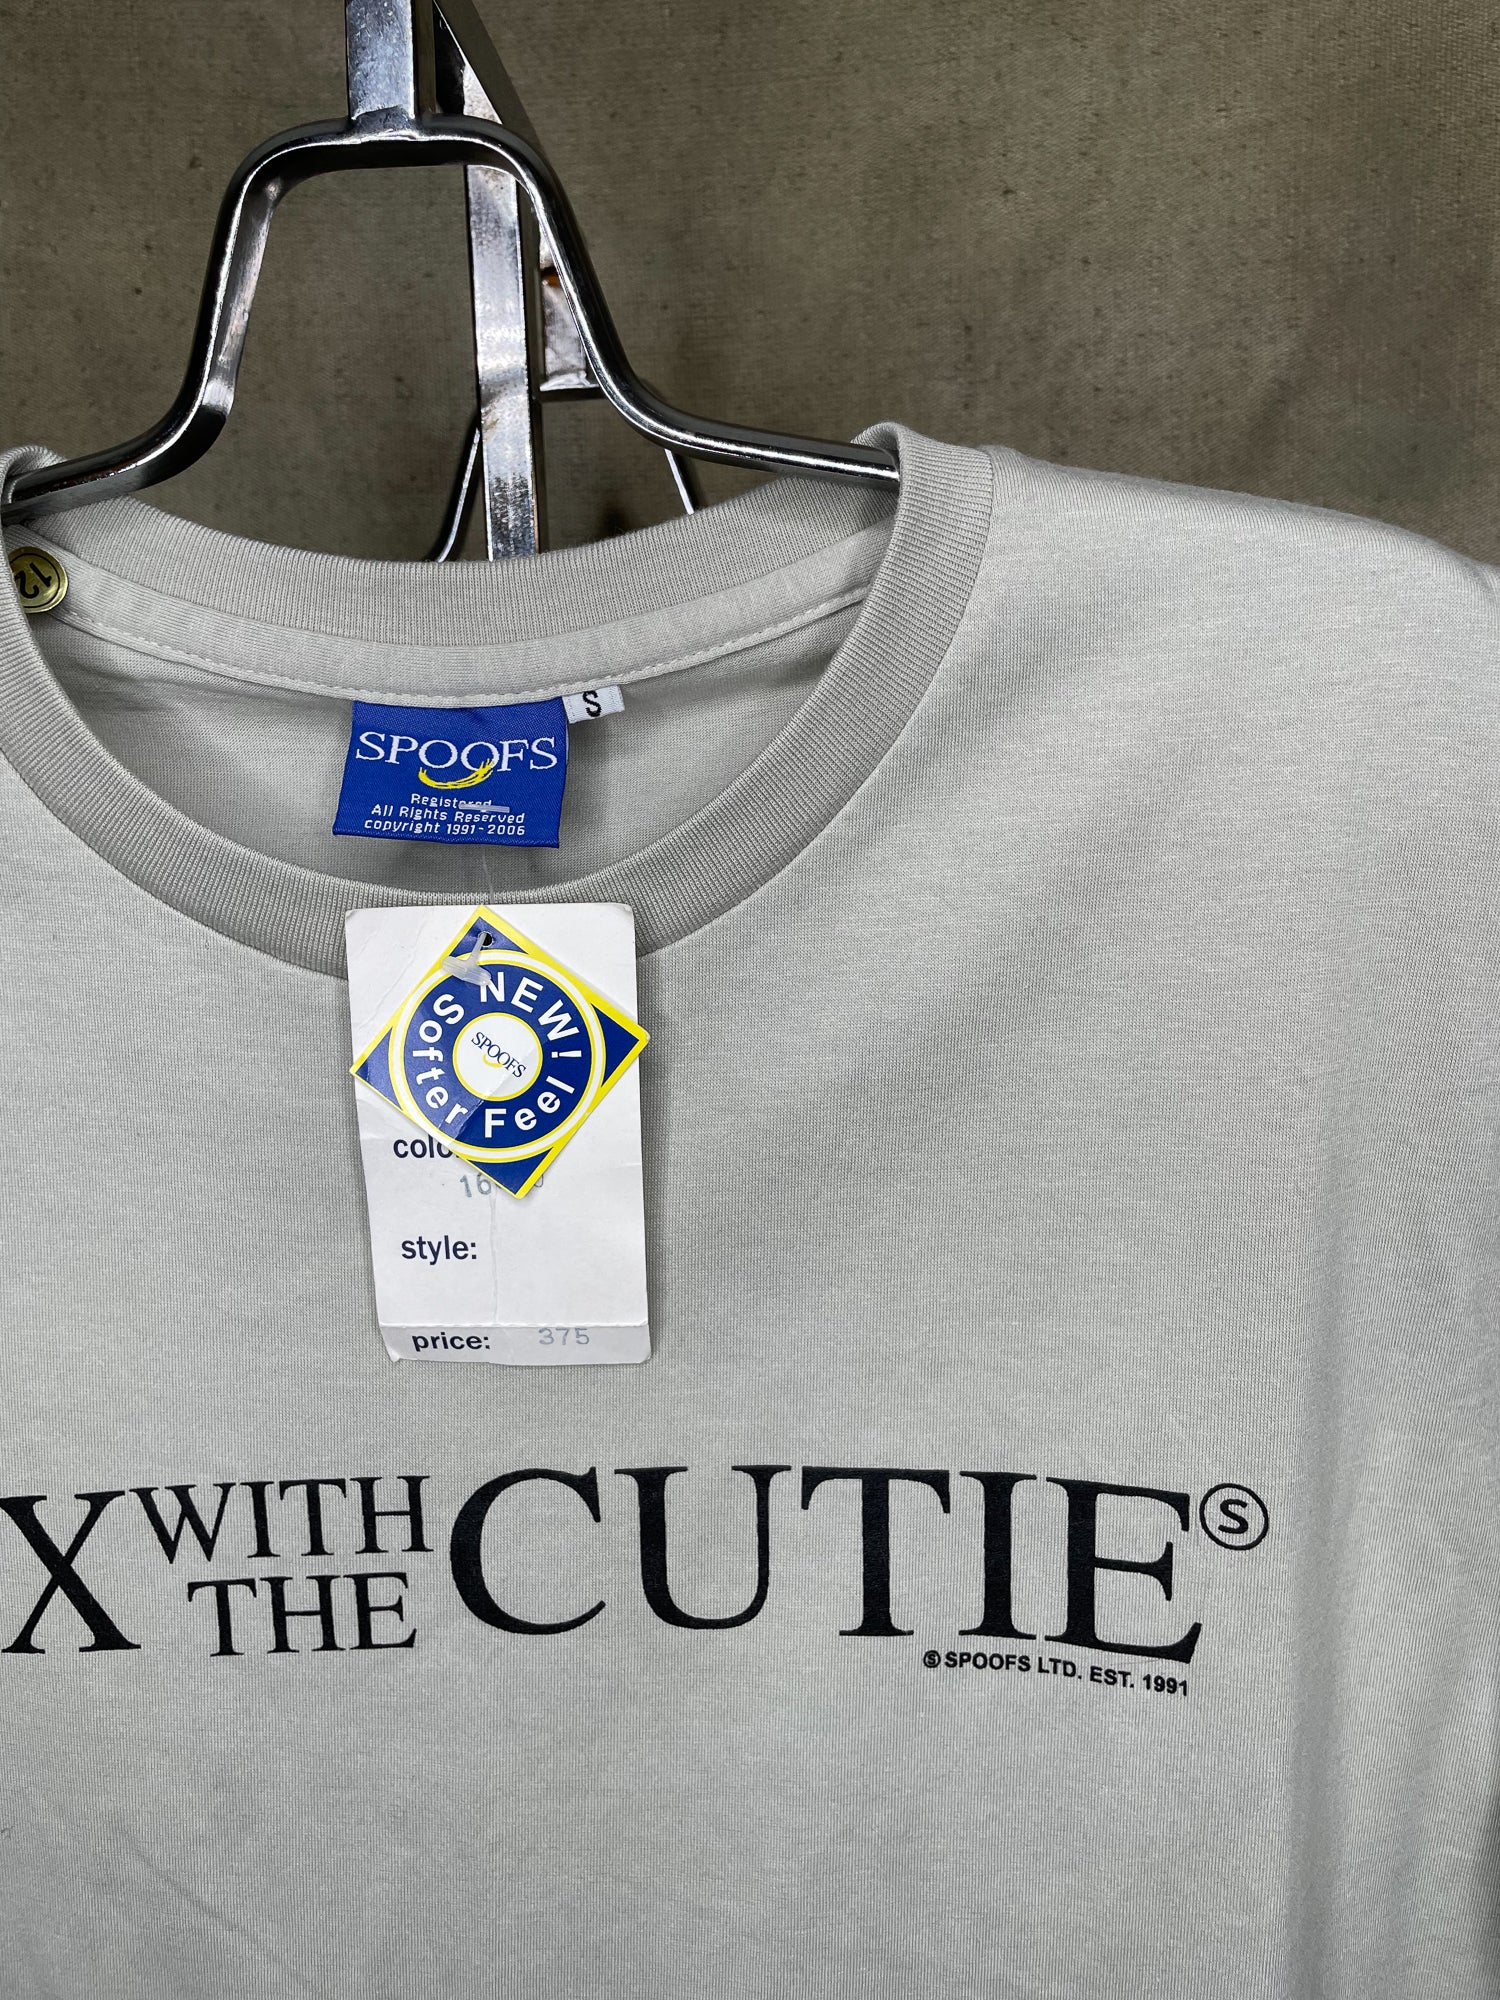 12
S
SPOOFS
Registered
All Rights Reserved
copyright 1991-2006
NEW!
Softer Feel
SPOOFS
style:
price: 375
X WITH THE CUTIE Ⓢ
Ⓢ SPOOFS LTD. EST. 1991